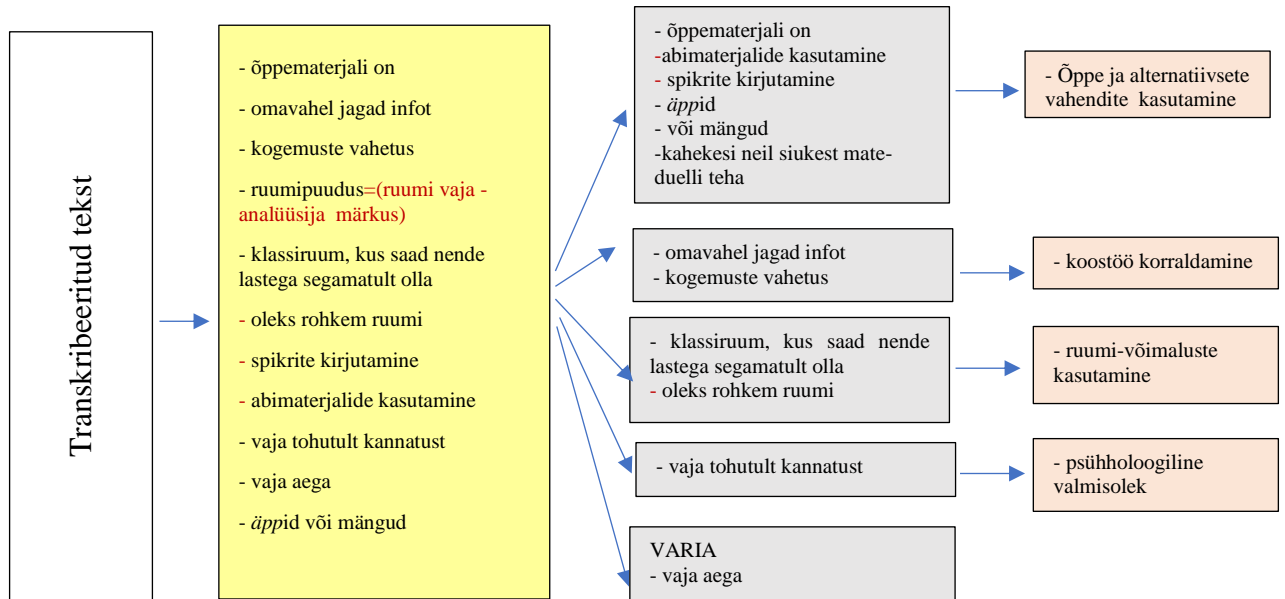 Transkribeeritud tekst
- õppematerjali on
- omavahel jagad infot
- kogemuste vahetus
- ruumipuudus=(ruumi vaja -
analüüsija märkus)
- klassiruum, kus saad nende
lastega segamatult olla
- oleks rohkem ruumi
- spikrite kirjutamine
- abimaterjalide kasutamine
- vaja tohutult kannatust
- vaja aega
- äppid või mängud
- õppematerjali on
-abimaterjalide kasutamine
- spikrite kirjutamine
- äppid
- või mängud
-kahekesi neil siukest mate-
duelli teha
- omavahel jagad infot
- kogemuste vahetus
- klassiruum, kus saad nende
lastega segamatult olla
- oleks rohkem ruumi
- vaja tohutult kannatust
VARIA
- vaja aega
- Õppe ja alternatiivsete
vahendite kasutamine
- koostöö korraldamine
- ruumi-võimaluste
kasutamine
- psühholoogiline
valmisolek